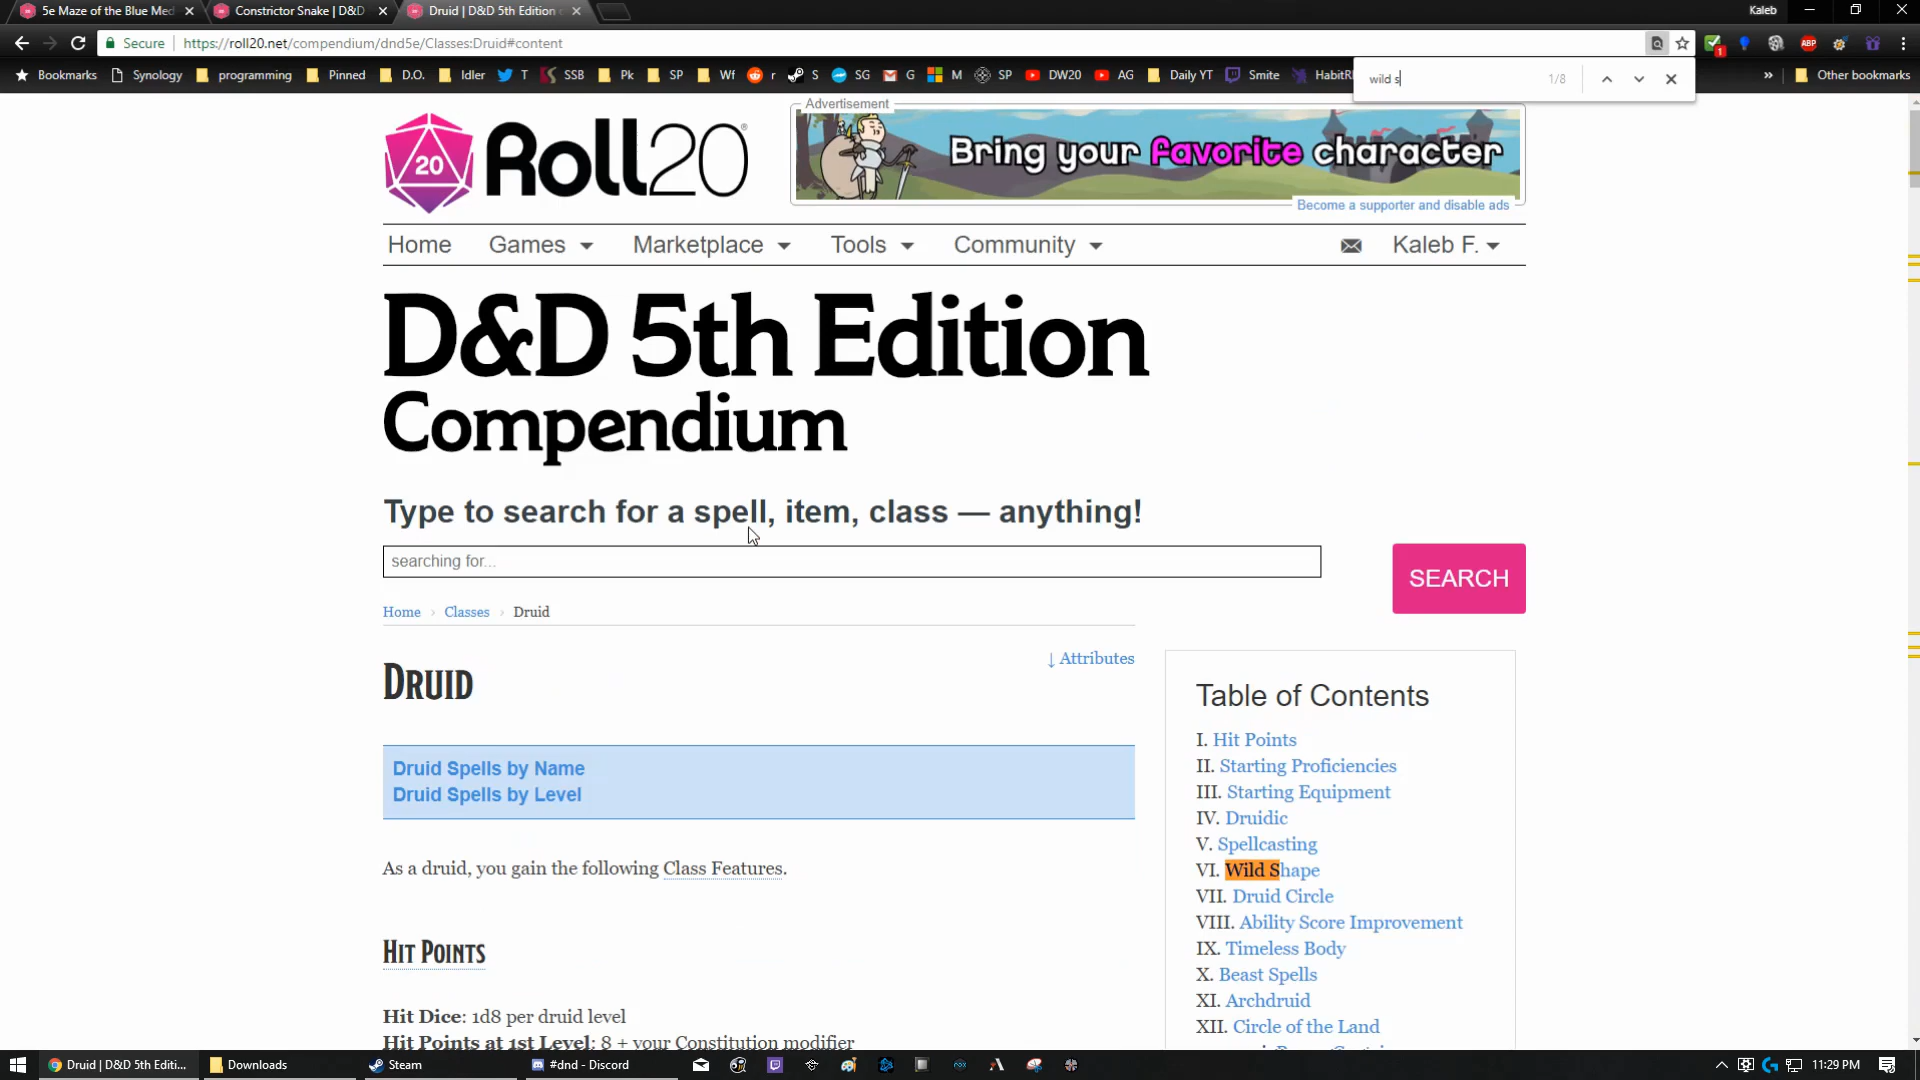 5e Maze of the Blue Med
Constrictor Snake | D&D
Druid | D&D 5th Edition
Kaleb
Secure
https://roll20.net/compendium/dnd5e/Classes:Druid#content
ABP
1
Bookmarks
Synology
programming
Pinned
D.O.
Idler
T
SSB
Pk
SP
Wf
r
S
SG
G
M
SP
DW20
AG
Daily YT
Smite
HabitR
»
Other bookmarks
wild s
1/8
20
Roll20
Advertisement
Bring your favorite character
Become a supporter and disable ads
Home
Games
Marketplace
Tools
Community
Kaleb F.
D&D 5th Edition
Compendium
Type to search for a spell, item, class — anything!
searching for...
SEARCH
Home › Classes › Druid
↓ Attributes
Druid
Druid Spells by Name
Druid Spells by Level
As a druid, you gain the following Class Features.
Hit Points
Hit Dice: 1d8 per druid level
Hit Points at 1st Level: 8 + your Constitution modifier
Table of Contents
I. Hit Points
II. Starting Proficiencies
III. Starting Equipment
IV. Druidic
V. Spellcasting
VI. Wild Shape
VII. Druid Circle
VIII. Ability Score Improvement
IX. Timeless Body
X. Beast Spells
XI. Archdruid
XII. Circle of the Land
Druid | D&D 5th Editi...
Downloads
Steam
#dnd - Discord
11:29 PM